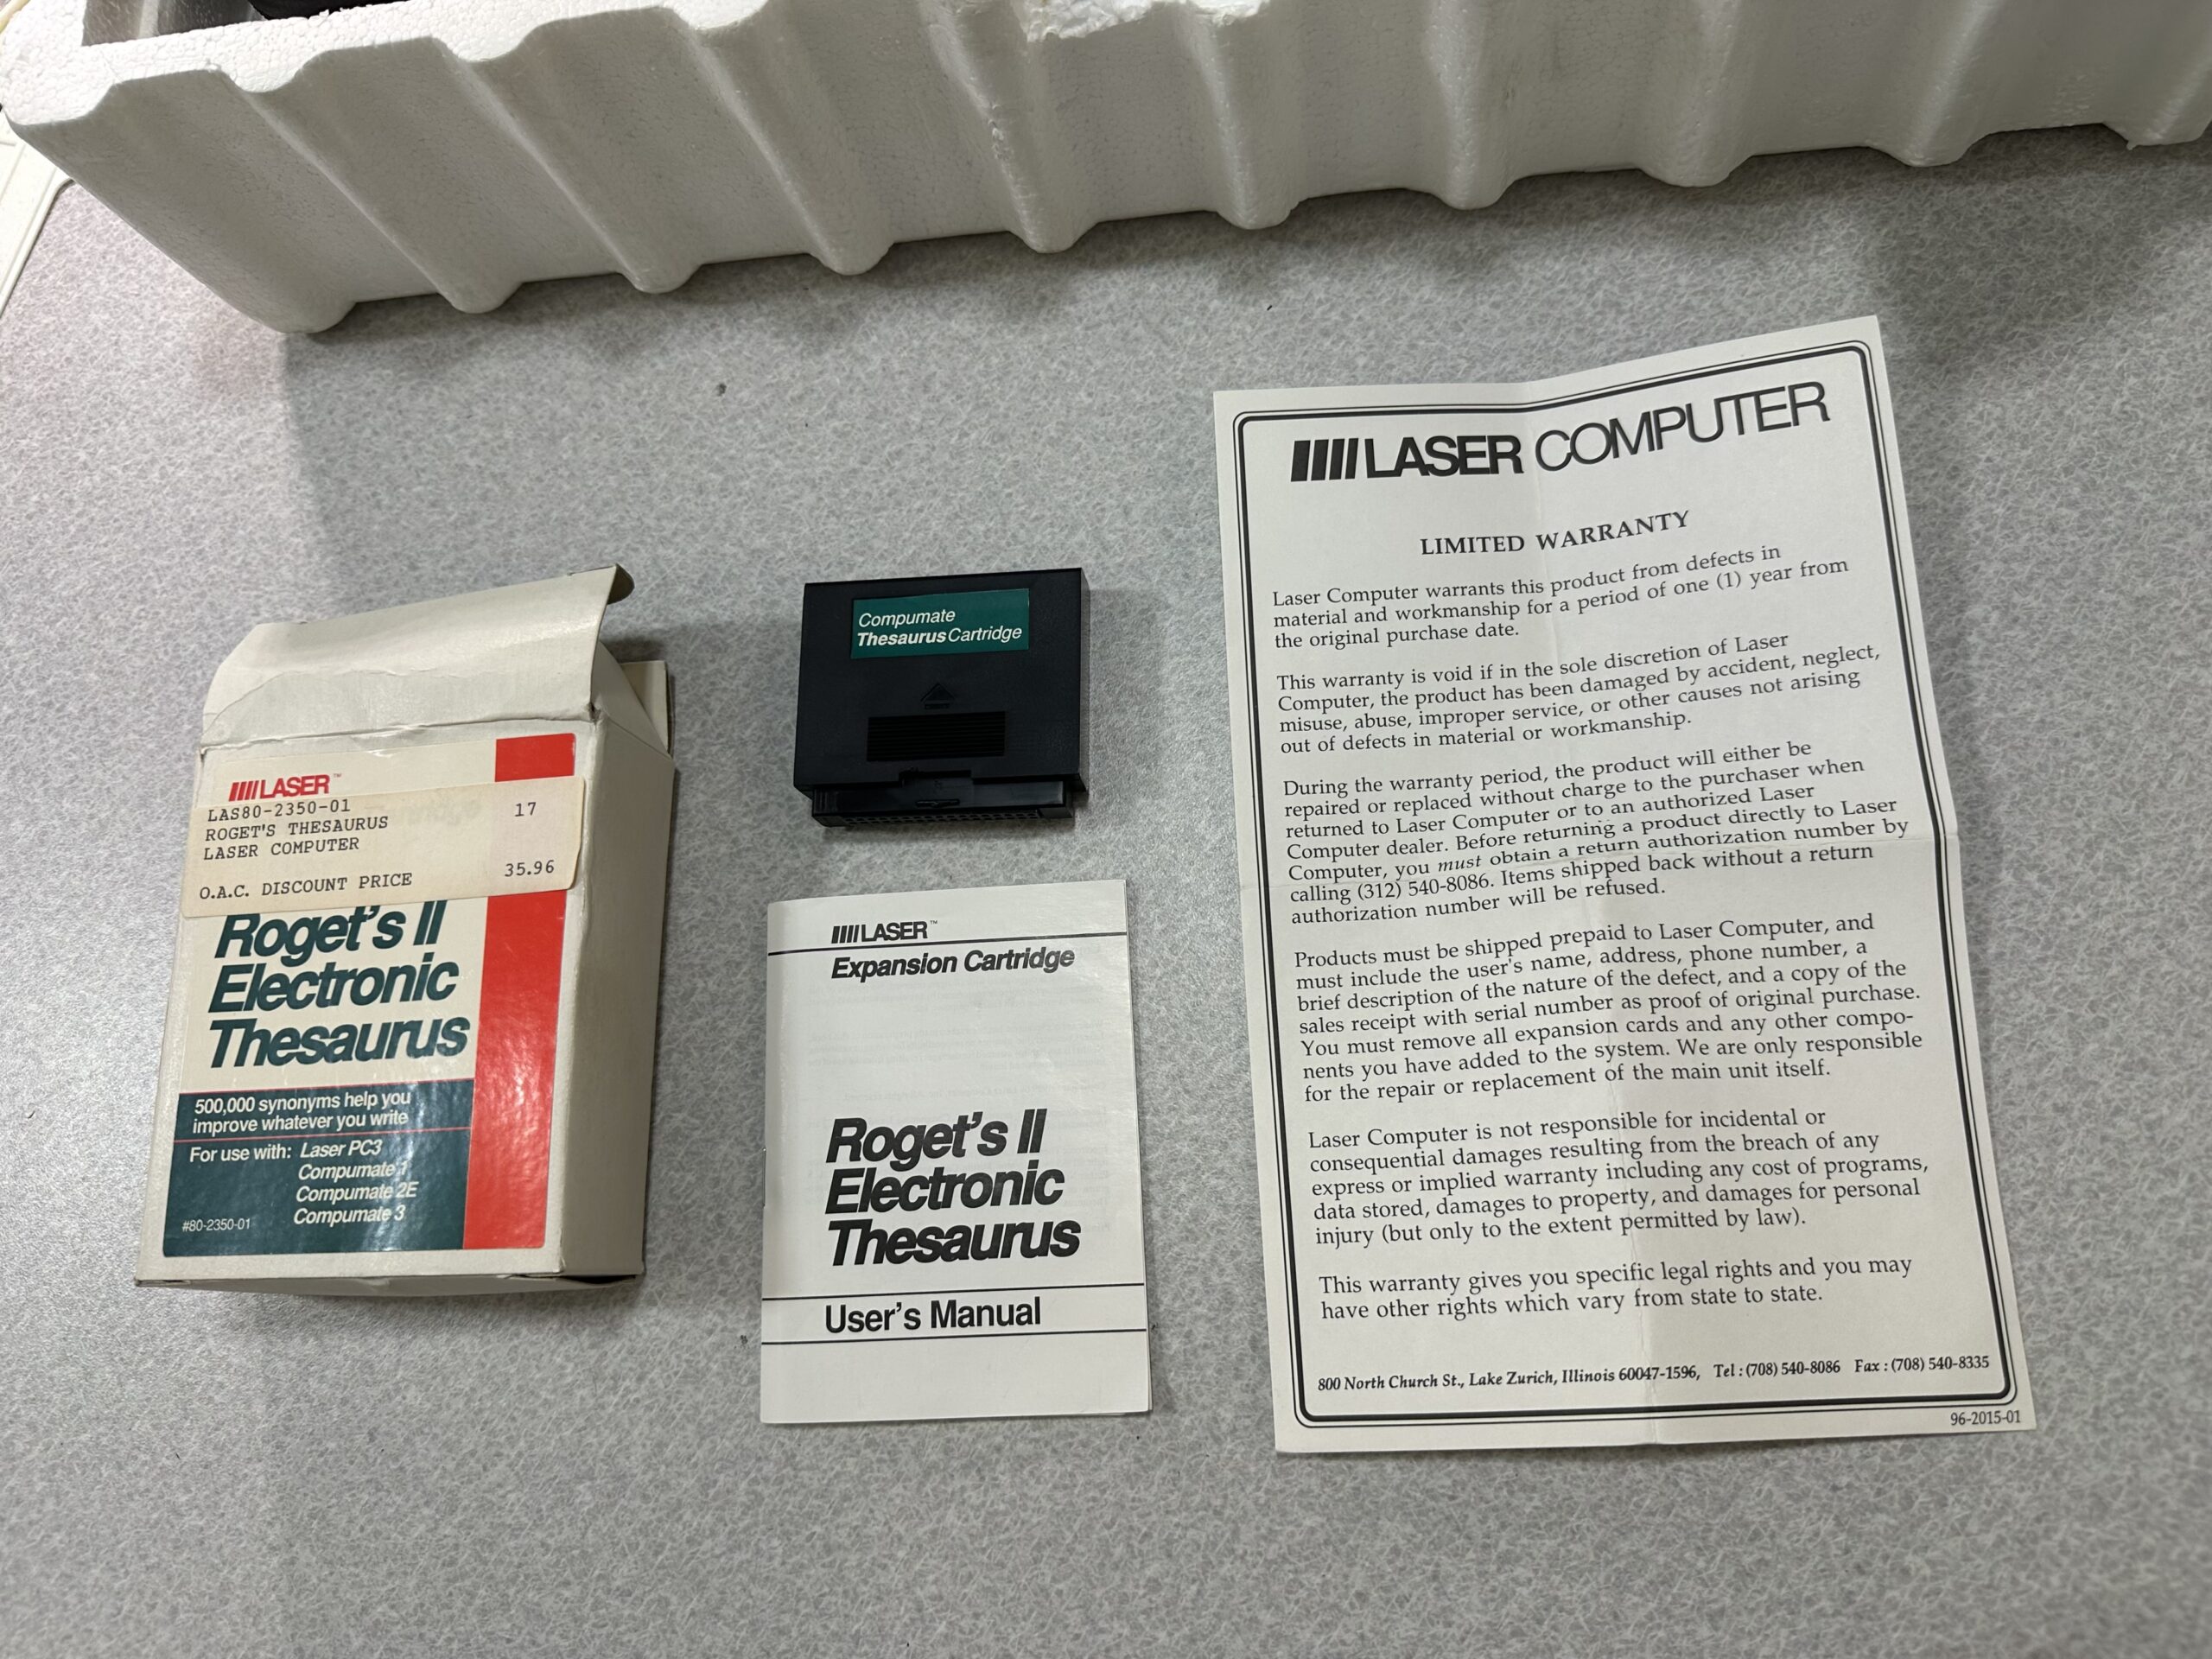 LASER™
LAS80-2350-01 17
ROGET'S THESAURUS
LASER COMPUTER
O.A.C. DISCOUNT PRICE 35.96
Roget's II
Electronic
Thesaurus
500,000 synonyms help you
improve whatever you write
For use with: Laser PC3
Compumate 1
Compumate 2E
#80-2350-01 Compumate 3
Compumate
Thesaurus Cartridge
LASER™
Expansion Cartridge
Roget's II
Electronic
Thesaurus
User's Manual
LASER COMPUTER
LIMITED WARRANTY
Laser Computer warrants this product from defects in
material and workmanship for a period of one (1) year from
the original purchase date.
This warranty is void if in the sole discretion of Laser
Computer, the product has been damaged by accident, neglect,
misuse, abuse, improper service, or other causes not arising
out of defects in material or workmanship.
During the warranty period, the product will either be
repaired or replaced without charge to the purchaser when
returned to Laser Computer or to an authorized Laser
Computer dealer. Before returning a product directly to Laser
Computer, you must obtain a return authorization number by
calling (312) 540-8086. Items shipped back without a return
authorization number will be refused.
Products must be shipped prepaid to Laser Computer, and
must include the user's name, address, phone number, a
brief description of the nature of the defect, and a copy of the
sales receipt with serial number as proof of original purchase.
You must remove all expansion cards and any other compo-
nents you have added to the system. We are only responsible
for the repair or replacement of the main unit itself.
Laser Computer is not responsible for incidental or
consequential damages resulting from the breach of any
express or implied warranty including any cost of programs,
data stored, damages to property, and damages for personal
injury (but only to the extent permitted by law).
This warranty gives you specific legal rights and you may
have other rights which vary from state to state.
800 North Church St., Lake Zurich, Illinois 60047-1596, Tel : (708) 540-8086 Fax : (708) 540-8335
96-2015-01